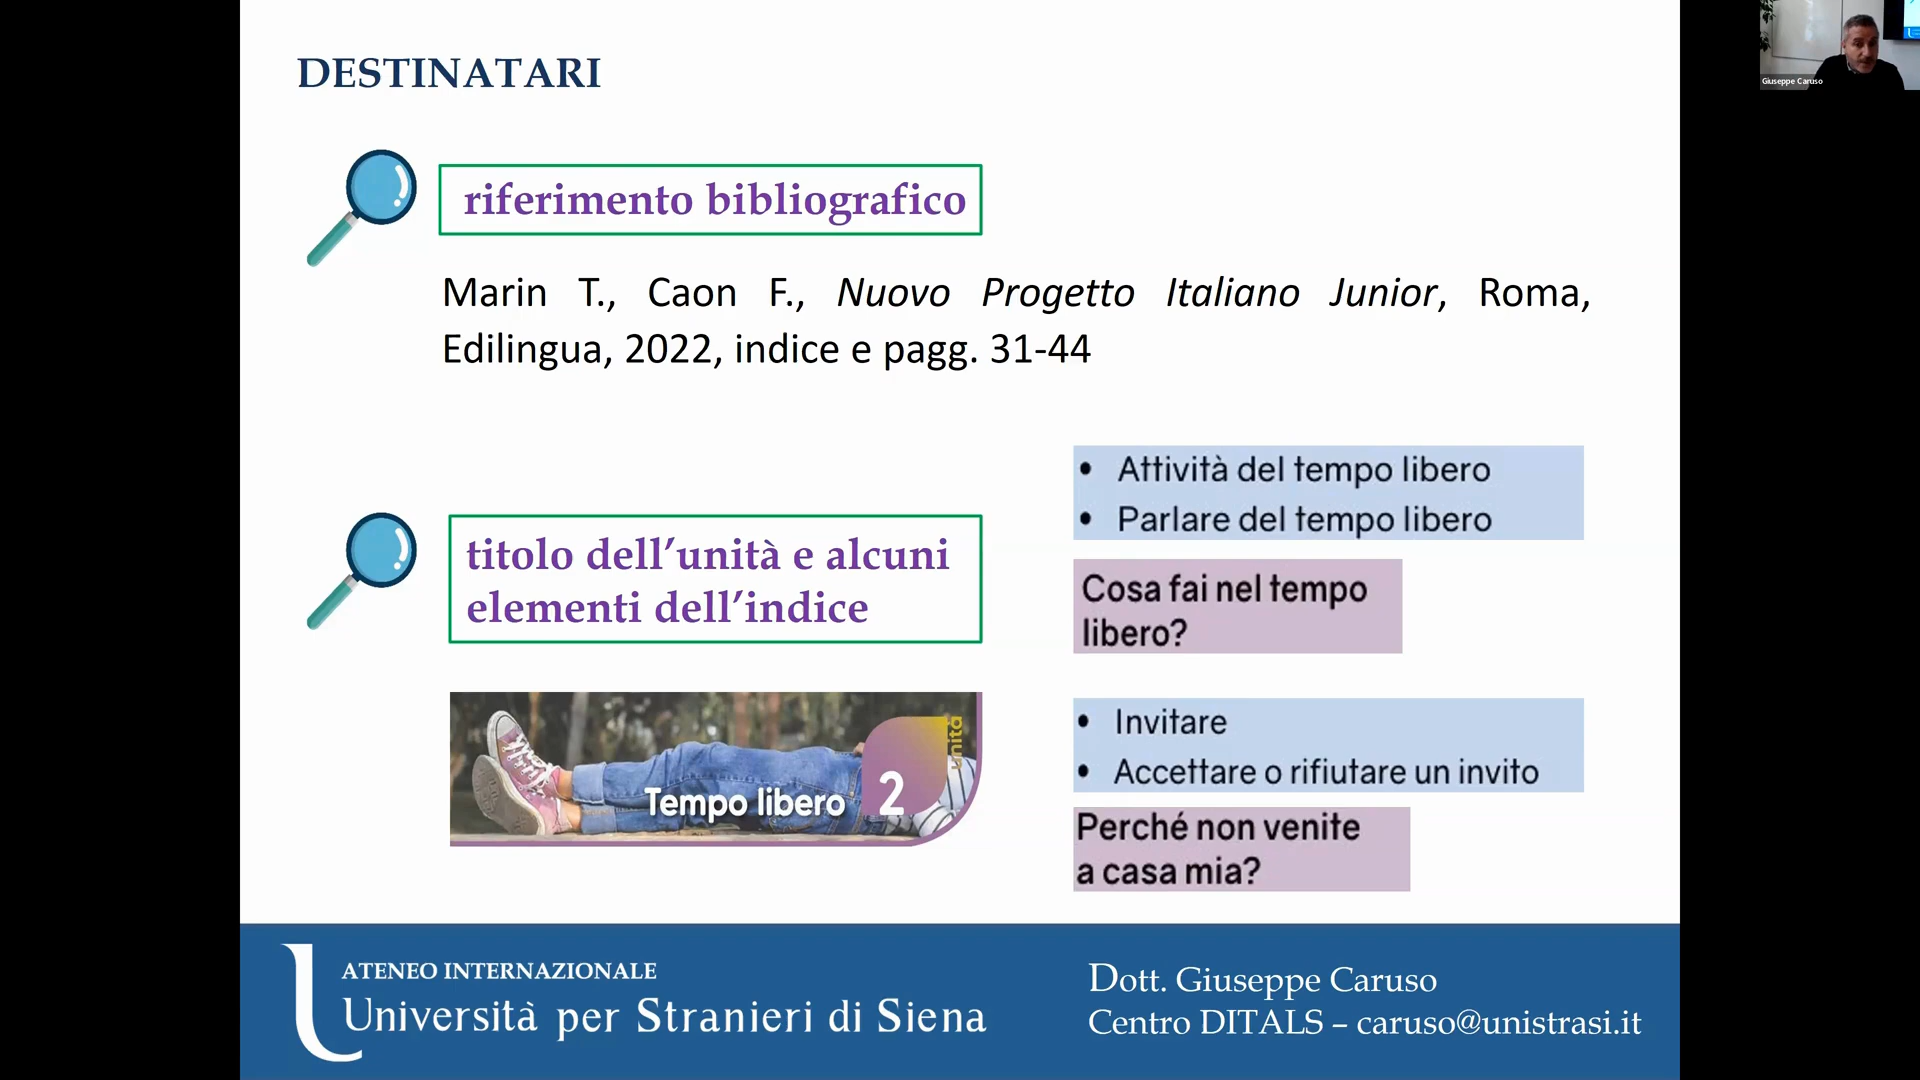 DESTINATARI
Giuseppe Caruso
riferimento bibliografico
Marin T., Caon F., Nuovo Progetto Italiano Junior, Roma,
Edilingua, 2022, indice e pagg. 31-44
titolo dell’unità e alcuni
elementi dell’indice
Tempo libero 2
unità
• Attività del tempo libero
• Parlare del tempo libero
Cosa fai nel tempo
libero?
• Invitare
• Accettare o rifiutare un invito
Perché non venite
a casa mia?
ATENEO INTERNAZIONALE
Università per Stranieri di Siena
Dott. Giuseppe Caruso
Centro DITALS – caruso@unistrasi.it